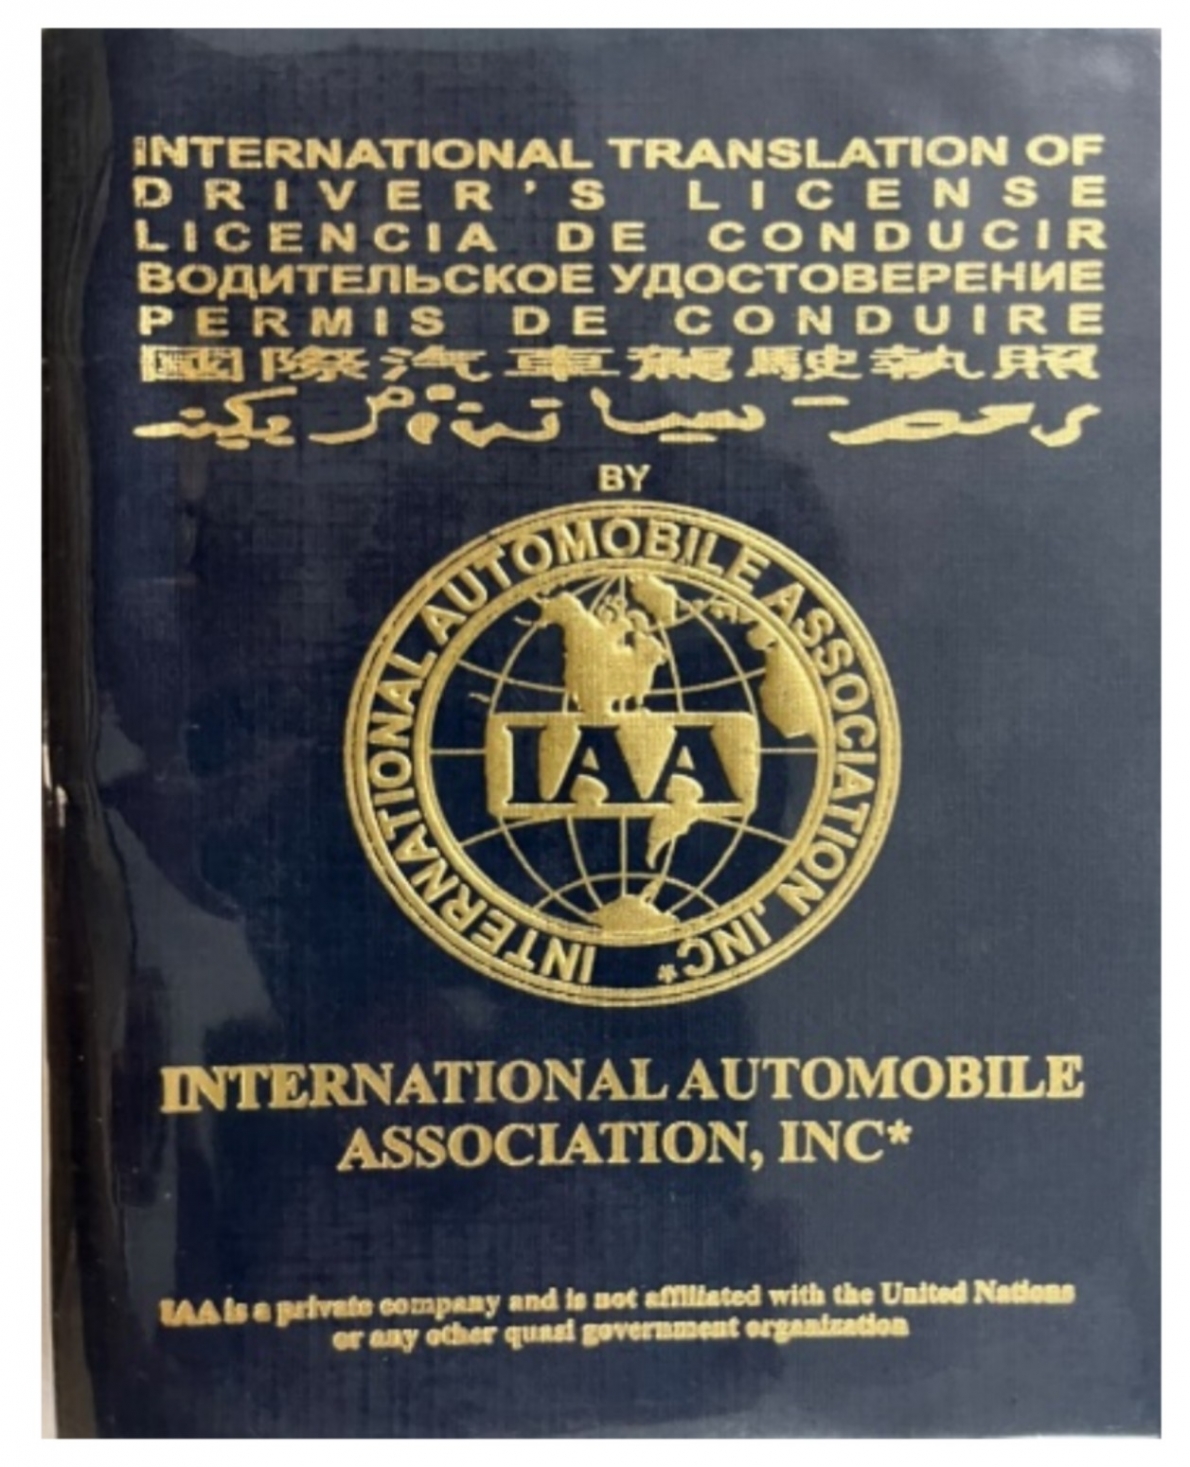 INTERNATIONAL TRANSLATION OF
DRIVER'S LICENSE
LICENCIA DE CONDUCIR
ВОДИТЕЛЬСКОЕ УДОСТОВЕРЕНИЕ
PERMIS DE CONDUIRE
國際汽車駕駛執照
BY
INTERNATIONAL AUTOMOBILE ASSOCIATION, INC*
IAA
INTERNATIONAL AUTOMOBILE
ASSOCIATION, INC*
IAA is a private company and is not affiliated with the United Nations
or any other quasi government organization